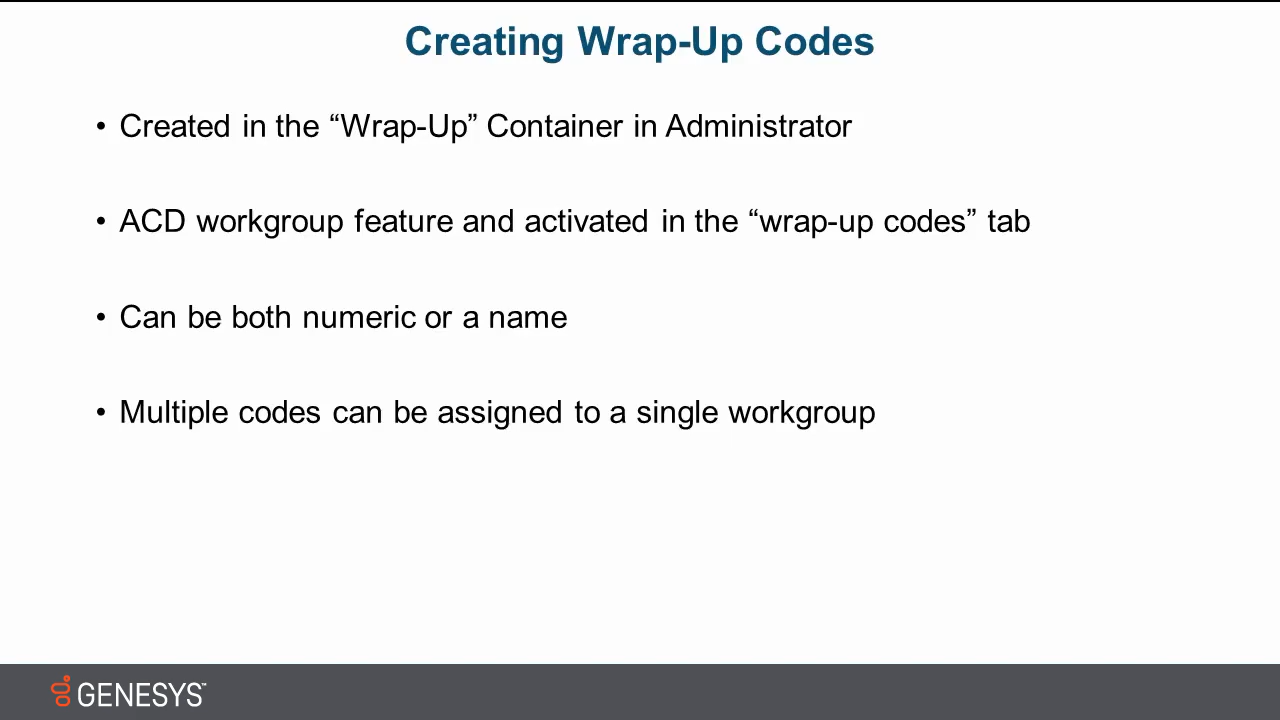 Creating Wrap-Up Codes
• Created in the “Wrap-Up” Container in Administrator
• ACD workgroup feature and activated in the “wrap-up codes” tab
• Can be both numeric or a name
• Multiple codes can be assigned to a single workgroup
GENESYS™